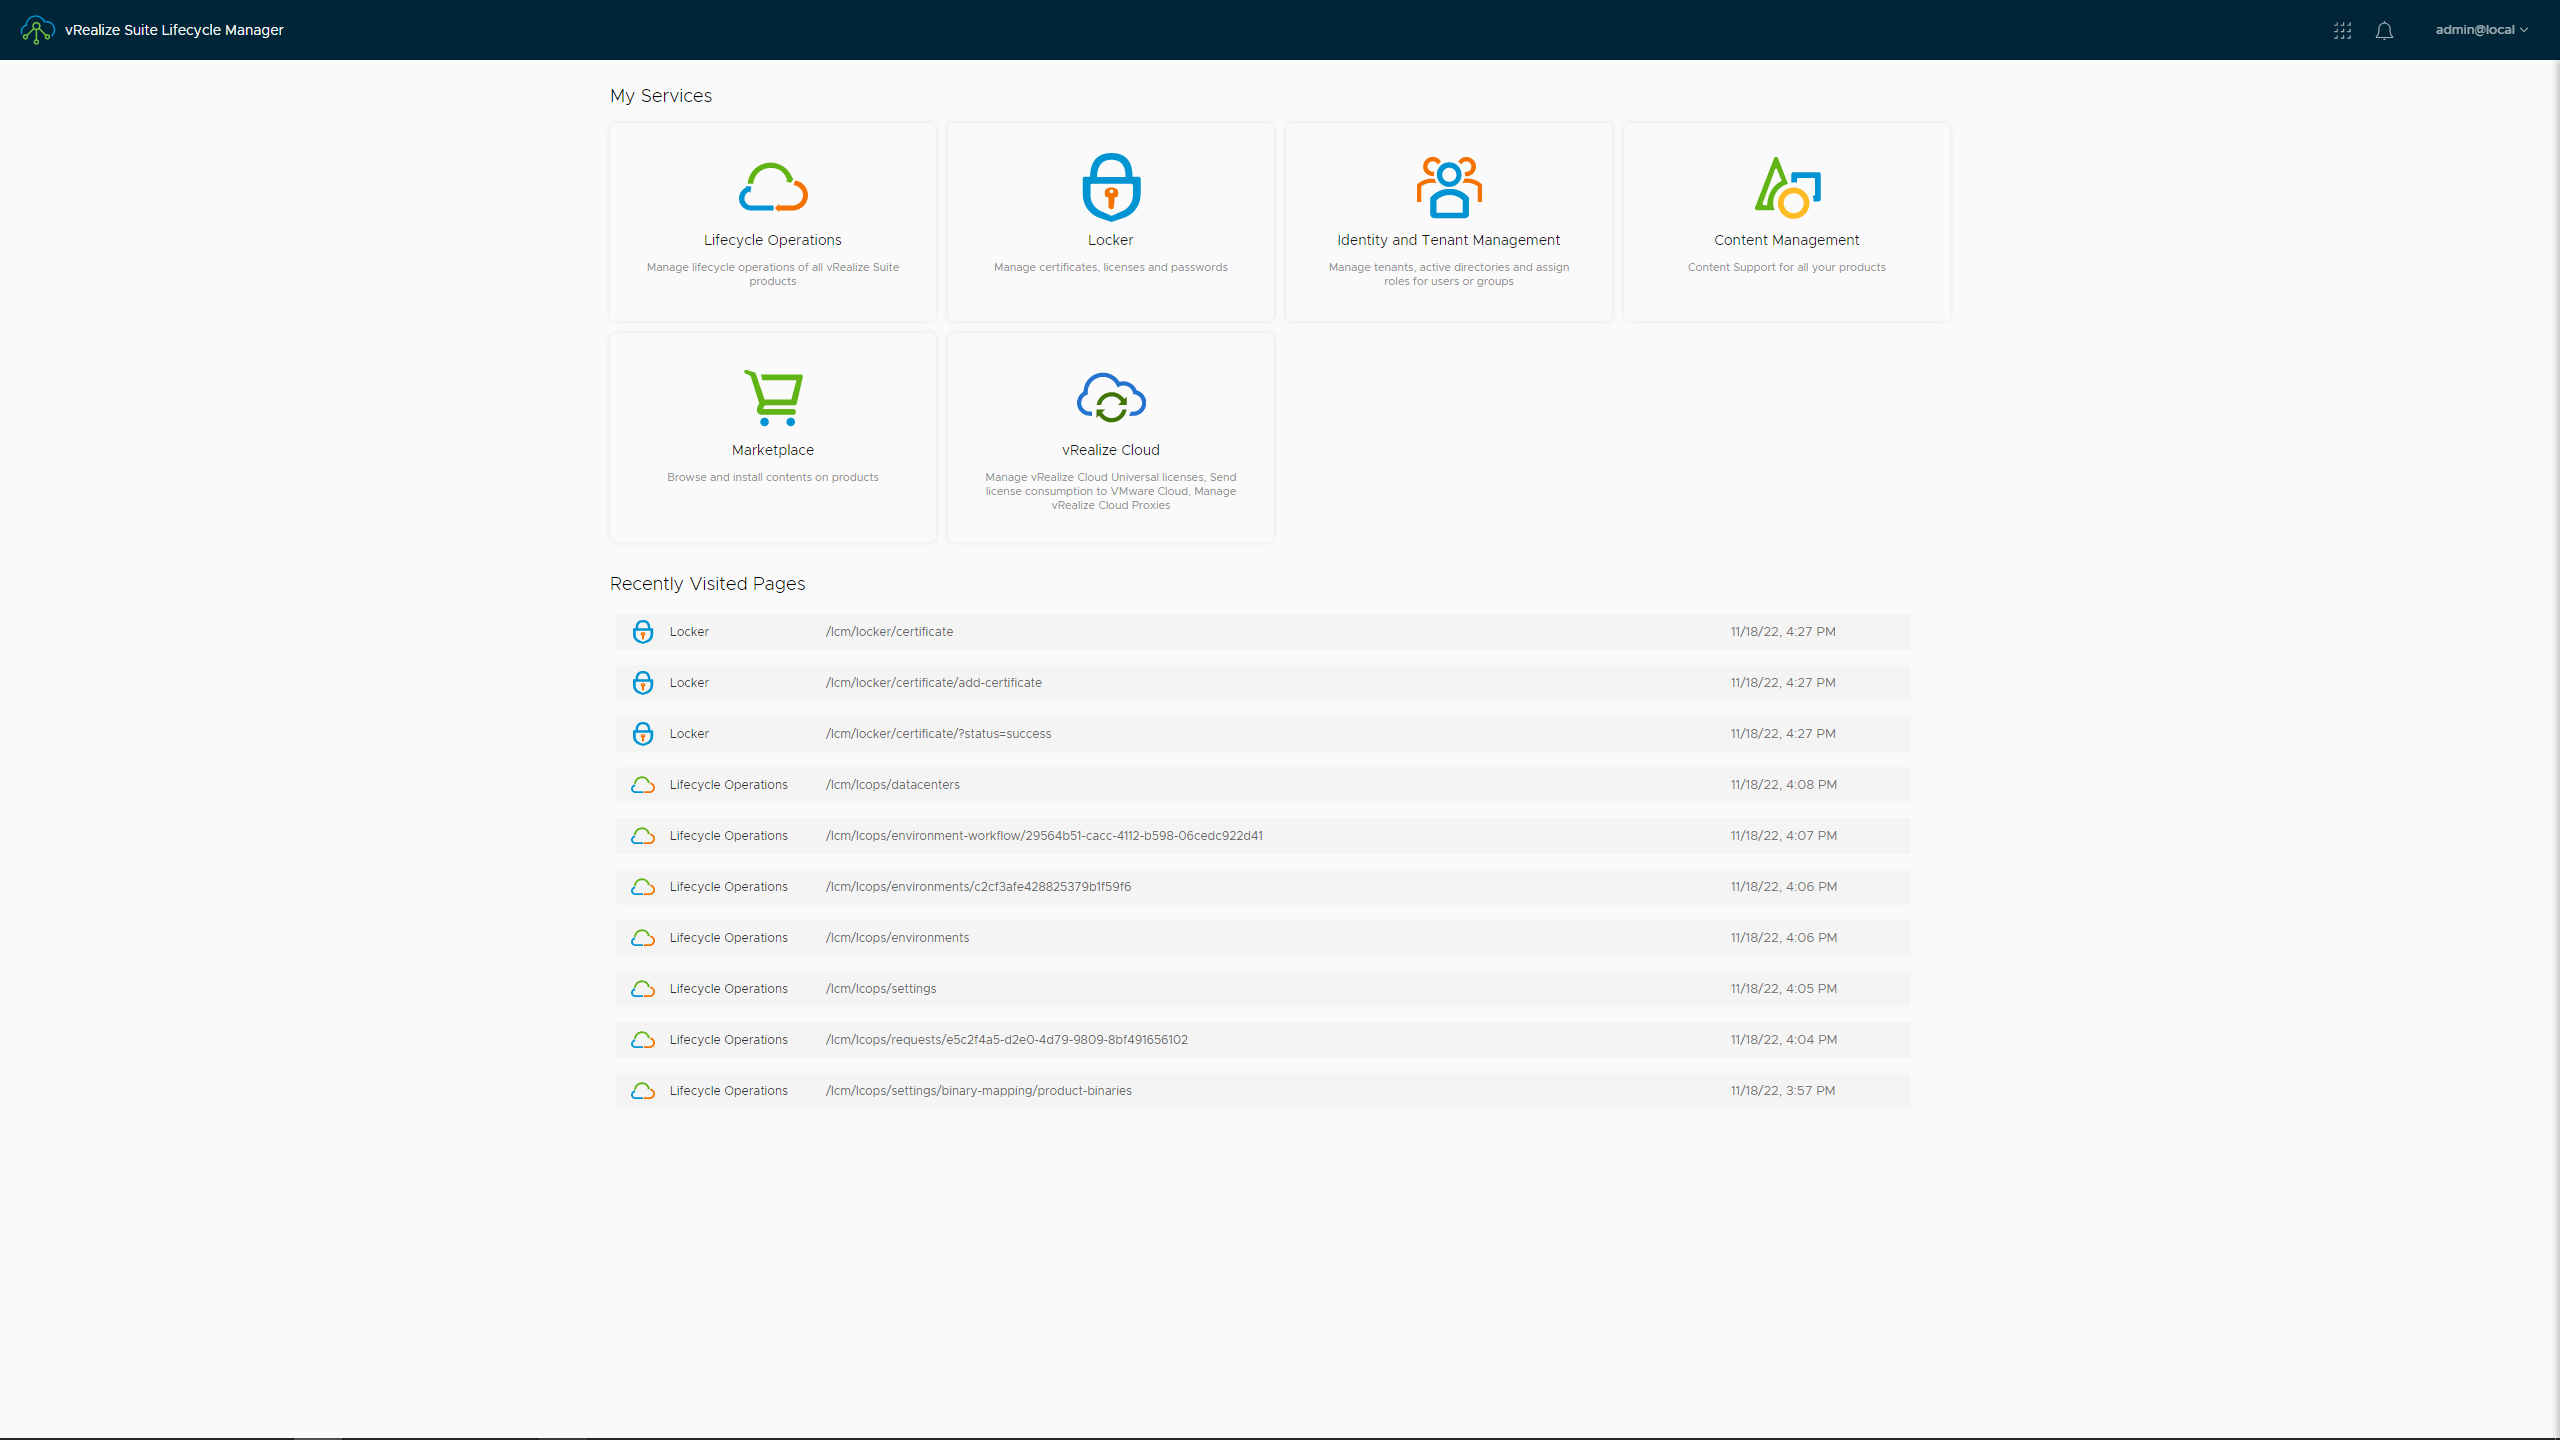 vRealize Suite Lifecycle Manager
admin@local
My Services
Lifecycle Operations
Manage lifecycle operations of all vRealize Suite
products
Locker
Manage certificates, licenses and passwords
Identity and Tenant Management
Manage tenants, active directories and assign
roles for users or groups
Content Management
Content Support for all your products
Marketplace
Browse and install contents on products
vRealize Cloud
Manage vRealize Cloud Universal licenses, Send
license consumption to VMware Cloud, Manage
vRealize Cloud Proxies
Recently Visited Pages
Locker /lcm/locker/certificate 11/18/22, 4:27 PM
Locker /lcm/locker/certificate/add-certificate 11/18/22, 4:27 PM
Locker /lcm/locker/certificate/?status=success 11/18/22, 4:27 PM
Lifecycle Operations /lcm/lcops/datacenters 11/18/22, 4:08 PM
Lifecycle Operations /lcm/lcops/environment-workflow/29564b51-cacc-4112-b598-06cedc922d41 11/18/22, 4:07 PM
Lifecycle Operations /lcm/lcops/environments/c2cf3afe428825379b1f59f6 11/18/22, 4:06 PM
Lifecycle Operations /lcm/lcops/environments 11/18/22, 4:06 PM
Lifecycle Operations /lcm/lcops/settings 11/18/22, 4:05 PM
Lifecycle Operations /lcm/lcops/requests/e5c2f4a5-d2e0-4d79-9809-8bf491656102 11/18/22, 4:04 PM
Lifecycle Operations /lcm/lcops/settings/binary-mapping/product-binaries 11/18/22, 3:57 PM